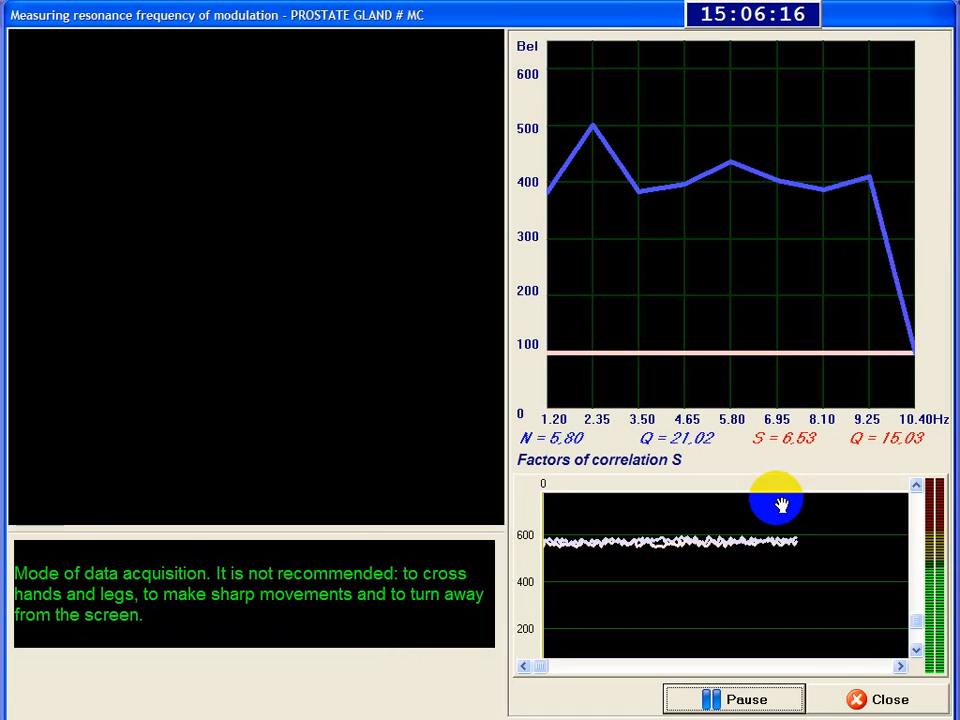 Measuring resonance frequency of modulation - PROSTATE GLAND # MC
15:06:16
Bel
600
500
400
300
200
100
0
1.20 2.35 3.50 4.65 5.80 6.95 8.10 9.25 10.40Hz
N = 5,80 Q = 21,02 S = 6,53 Q = 15,03
Factors of correlation S
0
600
400
200
Mode of data acquisition. It is not recommended: to cross
hands and legs, to make sharp movements and to turn away
from the screen.
Pause
Close